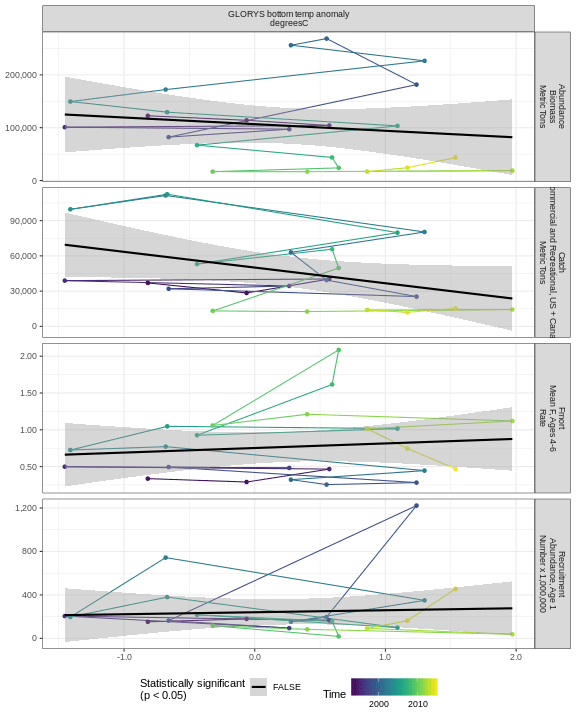 GLORYS bottom temp anomaly
degreesC
200,000
100,000
0
Abundance
Biomass
Metric Tons
90,000
60,000
30,000
0
Catch
ommercial and Recreational, US + Cana
Metric Tons
2.00
1.50
1.00
0.50
Fmort
Mean F, Ages 4-6
Rate
1,200
800
400
0
Recruitment
Abundance, Age 1
Number x 1,000,000
-1.0
0.0
1.0
2.0
Statistically significant
(p < 0.05)
FALSE
Time
2000
2010